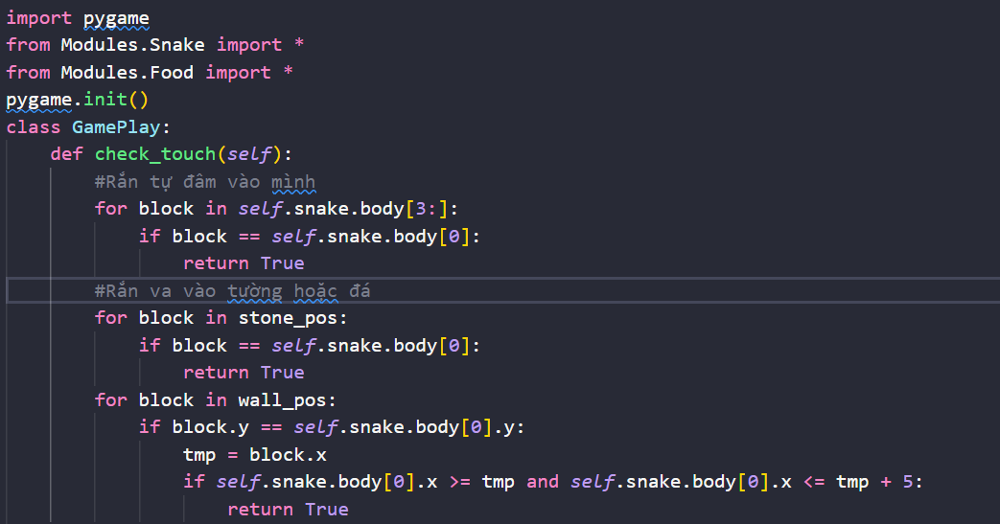 import pygame
from Modules.Snake import *
from Modules.Food import *
pygame.init()
class GamePlay:
    def check_touch(self):
        #Rắn tự đâm vào mình
        for block in self.snake.body[3:]:
            if block == self.snake.body[0]:
                return True
        #Rắn va vào tường hoặc đá
        for block in stone_pos:
            if block == self.snake.body[0]:
                return True
        for block in wall_pos:
            if block.y == self.snake.body[0].y:
                tmp = block.x
                if self.snake.body[0].x >= tmp and self.snake.body[0].x <= tmp + 5:
                    return True